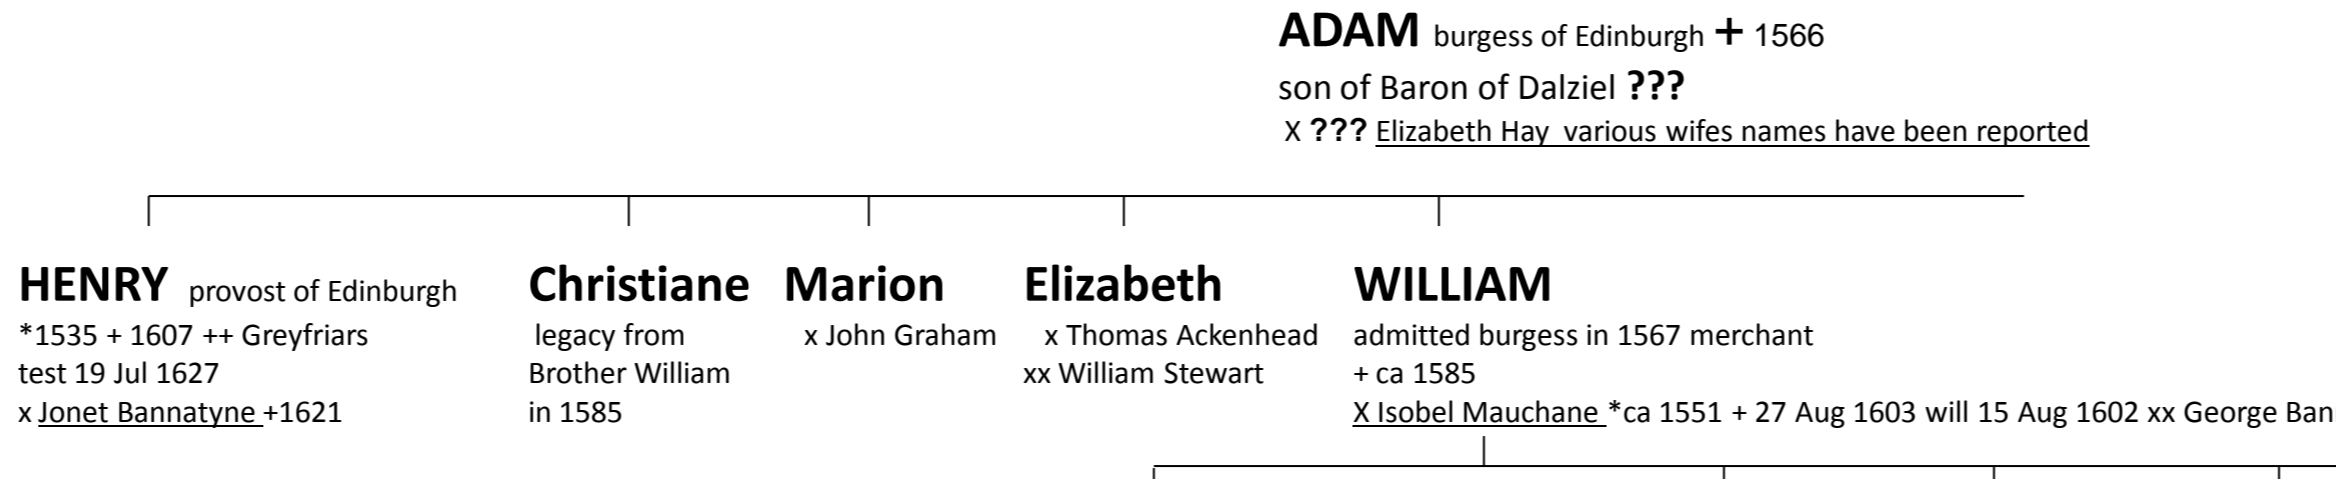 ADAM burgess of Edinburgh + 1566
son of Baron of Dalziel ???
X ??? Elizabeth Hay various wifes names have been reported
HENRY provost of Edinburgh
*1535 + 1607 ++ Greyfriars
test 19 Jul 1627
x Jonet Bannatyne +1621
Christiane
legacy from
Brother William
in 1585
Marion
x John Graham
Elizabeth
x Thomas Ackenhead
xx William Stewart
WILLIAM
admitted burgess in 1567 merchant
+ ca 1585
X Isobel Mauchane *ca 1551 + 27 Aug 1603 will 15 Aug 1602 xx George Ban